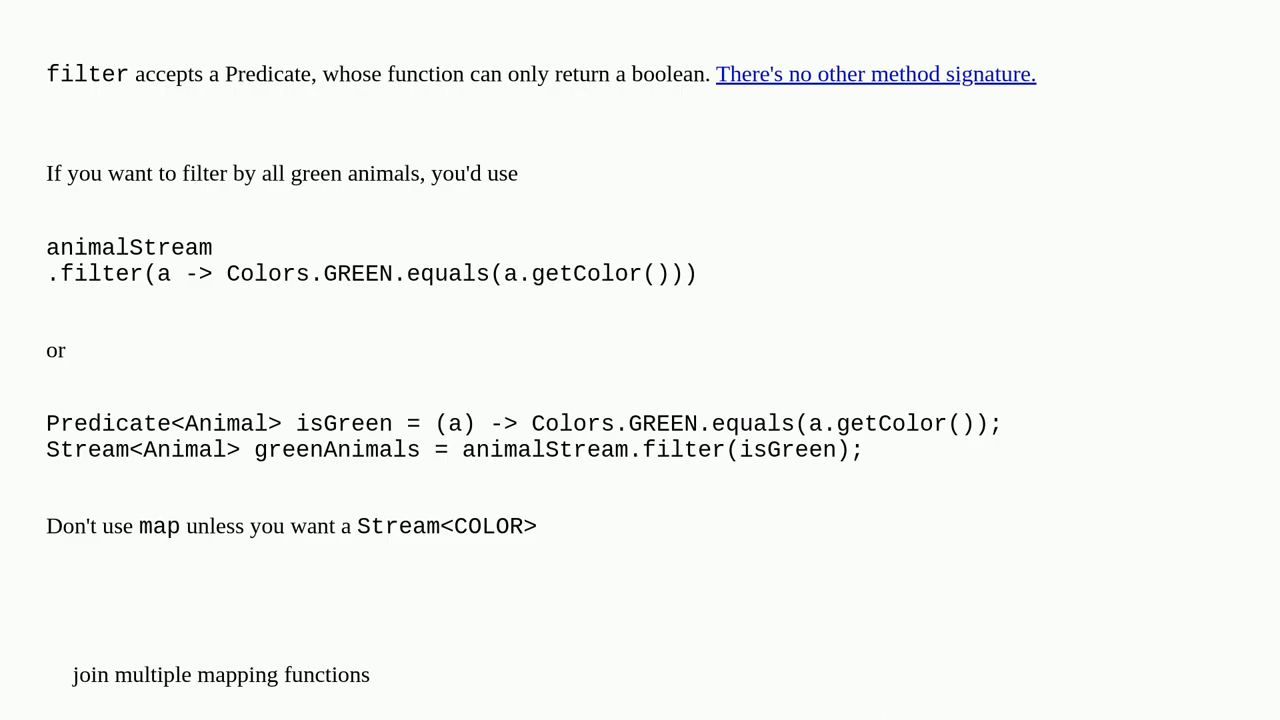 filter accepts a Predicate, whose function can only return a boolean. There's no other method signature.
If you want to filter by all green animals, you'd use
animalStream
.filter(a -> Colors.GREEN.equals(a.getColor()))
or
Predicate<Animal> isGreen = (a) -> Colors.GREEN.equals(a.getColor());
Stream<Animal> greenAnimals = animalStream.filter(isGreen);
Don't use map unless you want a Stream<COLOR>
join multiple mapping functions